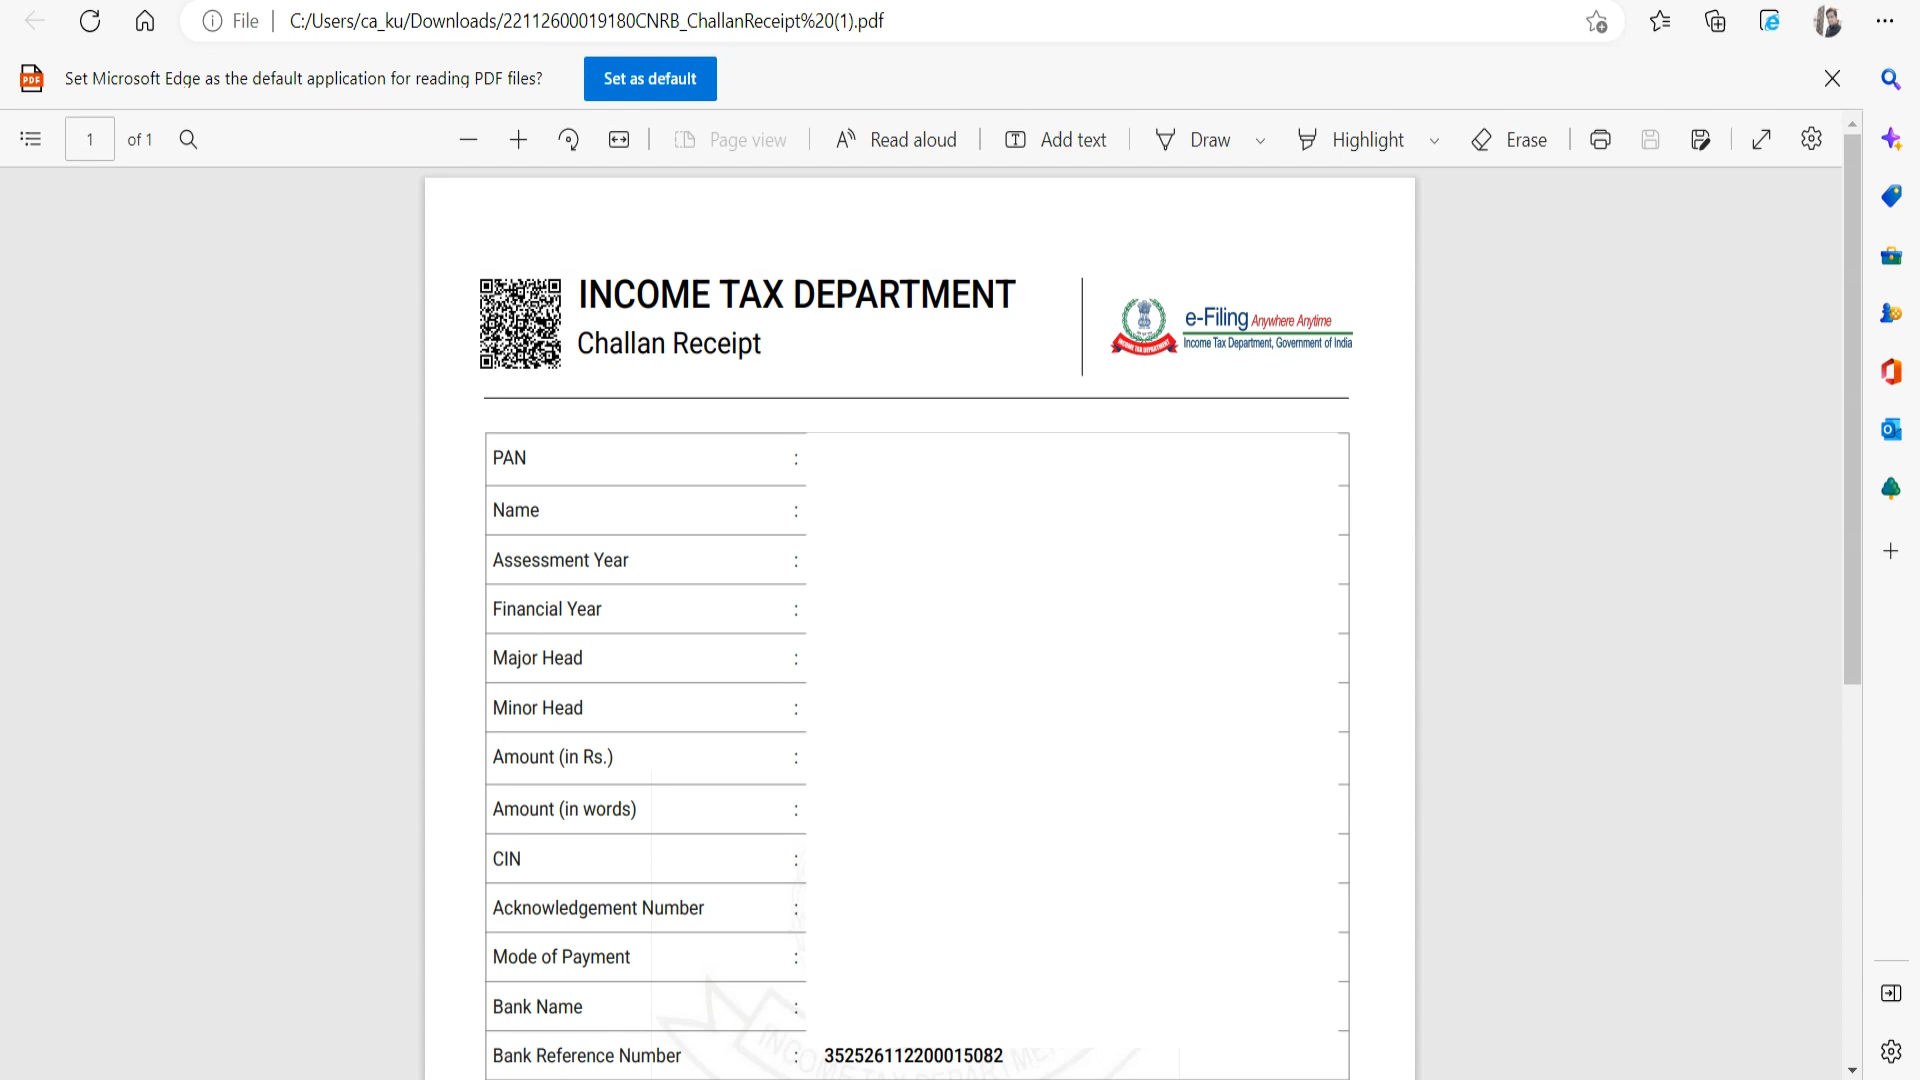 File
C:/Users/ca_ku/Downloads/22112600019180CNRB_ChallanReceipt%20(1).pdf
Set Microsoft Edge as the default application for reading PDF files?
Set as default
1
of 1
Page view
Read aloud
Add text
Draw
Highlight
Erase
INCOME TAX DEPARTMENT
Challan Receipt
e-Filing Anywhere Anytime
Income Tax Department, Government of India
INCOME TAX DEPARTMENT
PAN :
Name :
Assessment Year :
Financial Year :
Major Head :
Minor Head :
Amount (in Rs.) :
Amount (in words) :
CIN :
Acknowledgement Number :
Mode of Payment :
Bank Name :
Bank Reference Number : 352526112200015082